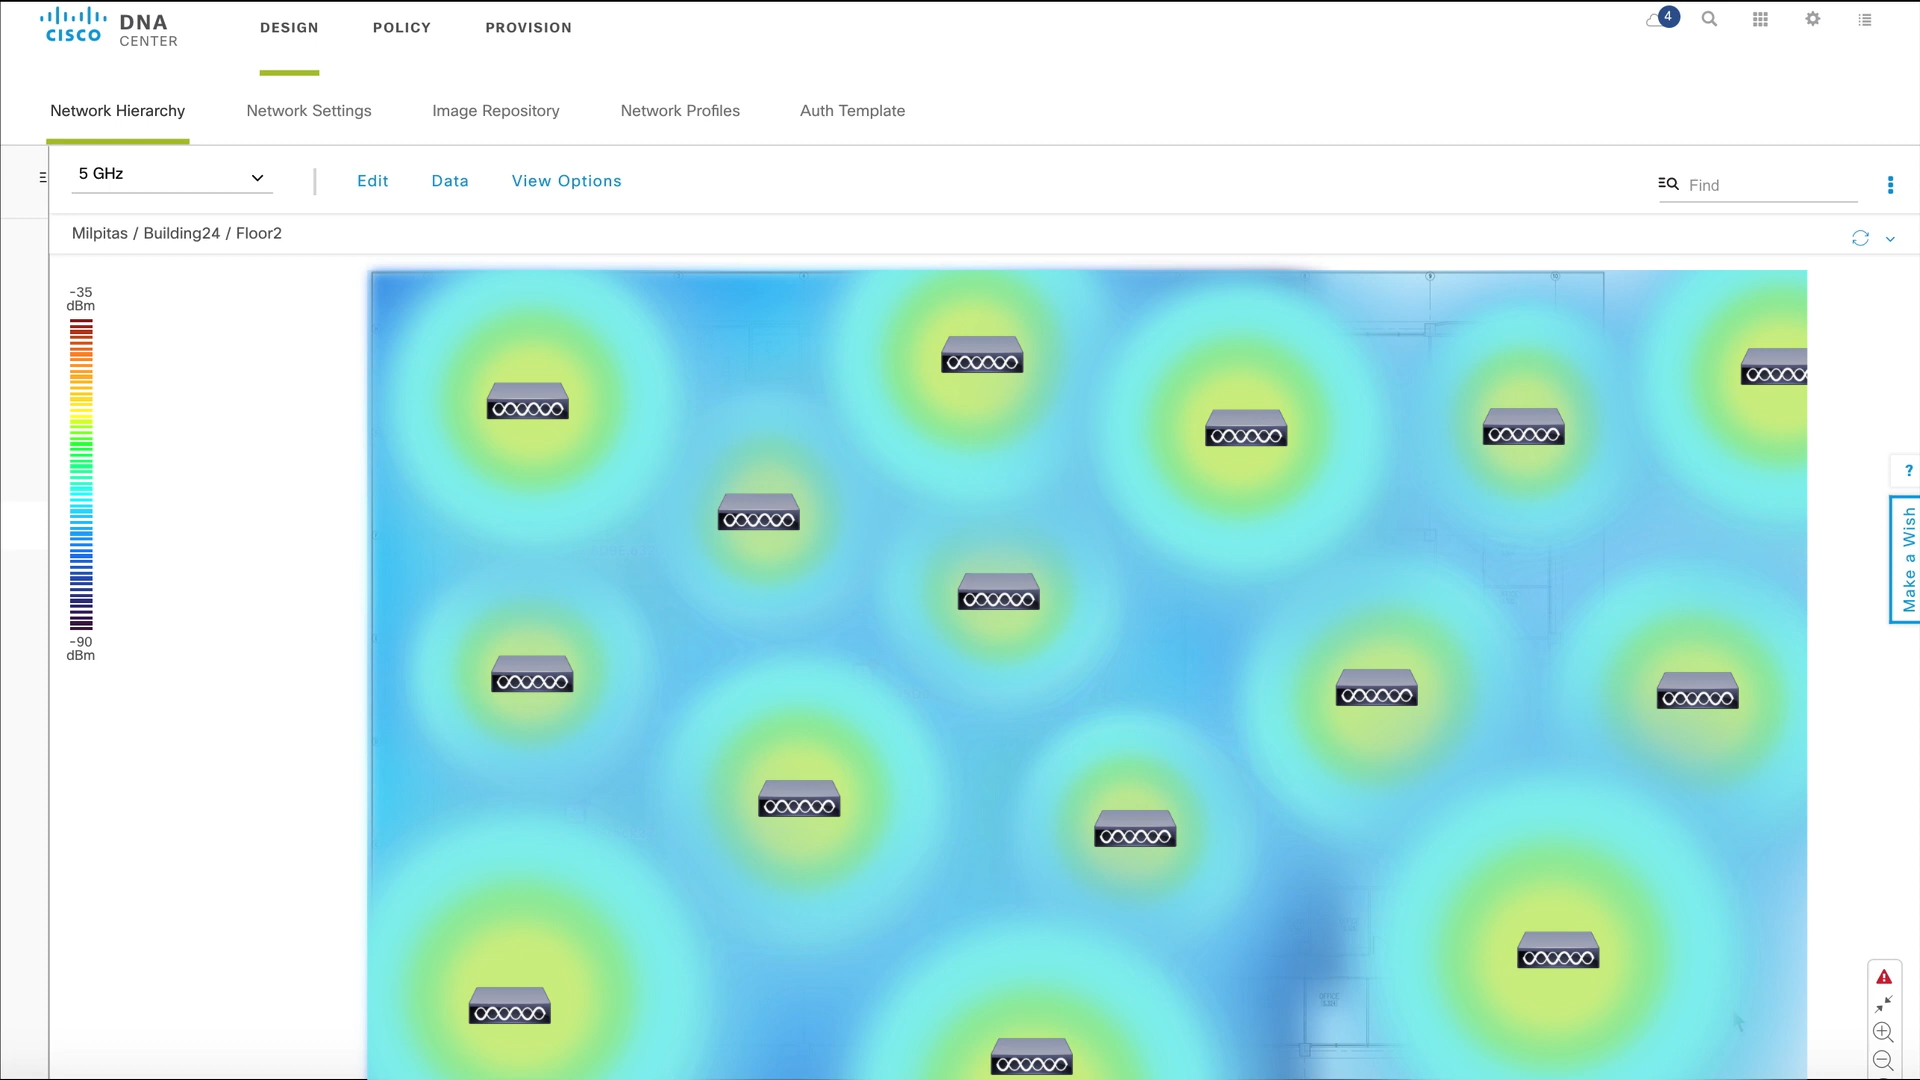 CISCO DNA CENTER
DESIGN POLICY PROVISION
4
Network Hierarchy Network Settings Image Repository Network Profiles Auth Template
5 GHz Edit Data View Options Find
Milpitas / Building24 / Floor2
-35
dBm
-90
dBm
?
Make a Wish
OFFICE